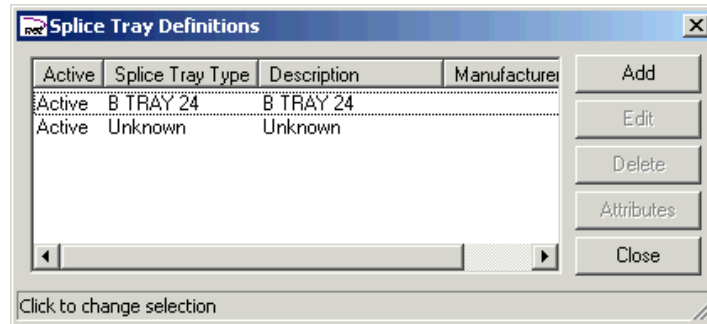 Splice Tray Definitions
Active Splice Tray Type Description Manufacturer
Active B TRAY 24 B TRAY 24
Active Unknown Unknown
Add
Edit
Delete
Attributes
Close
Click to change selection